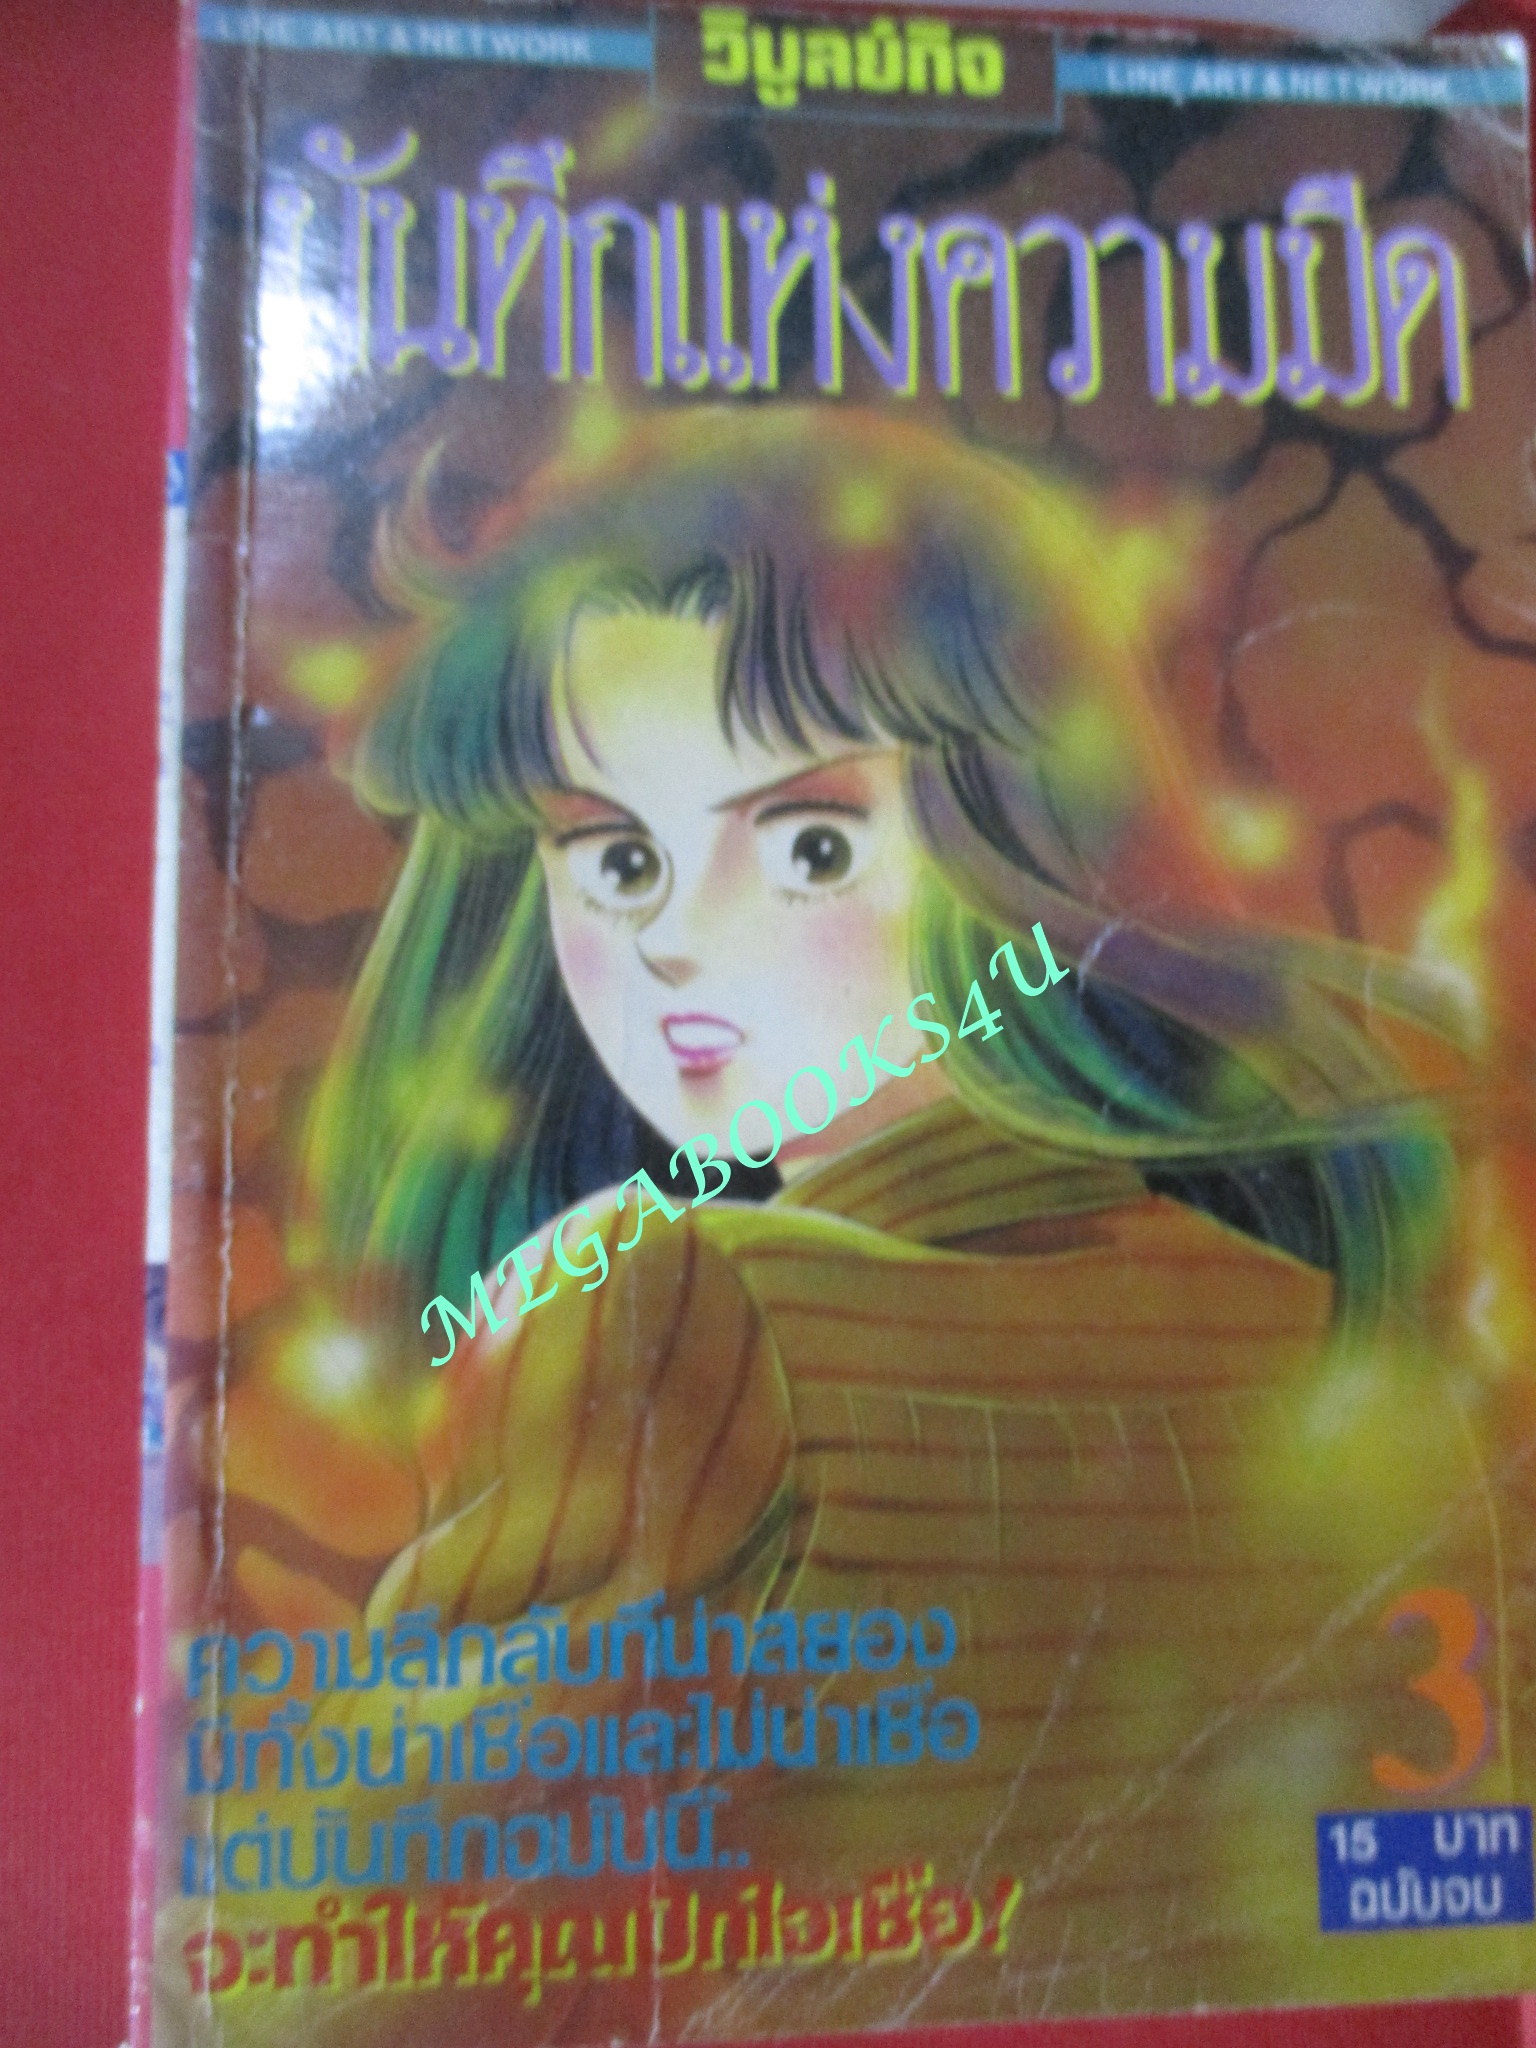 LINE ART & NETWORK
วิบูลย์กิจ
LINE ART & NETWORK
บันทึกแห่งความมืด
MEGABOOKS4U
ความลึกลับที่น่าสยอง
มีทั้งน่าเชื่อและไม่น่าเชื่อ
แต่บันทึกฉบับนี้..
จะทำให้คุณปักใจเชื่อ!
3
15 บาท
ฉบับจบ